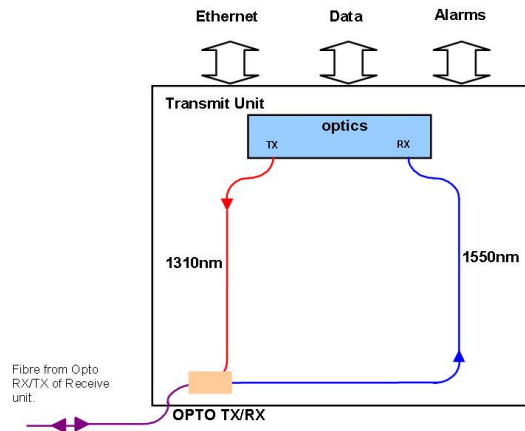 Ethernet Data Alarms
Transmit Unit
optics
TX RX
1310nm
1550nm
Fibre from Opto
RX/TX of Receive
unit.
OPTO TX/RX